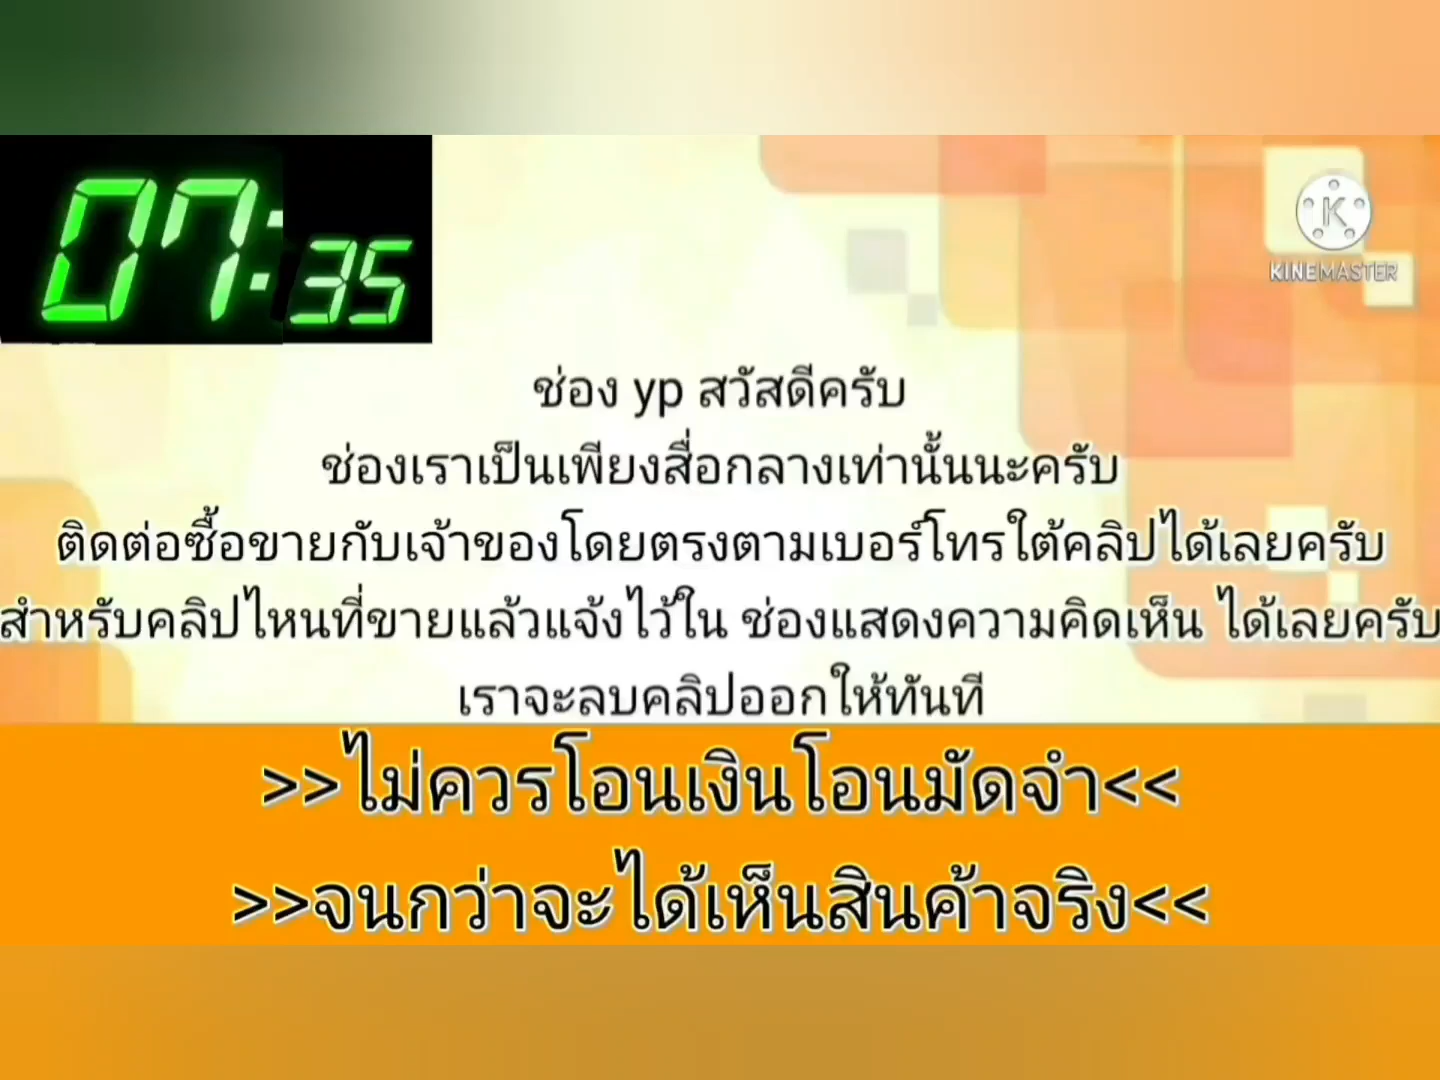 07:35
KINEMASTER
ช่อง yp สวัสดีครับ
ช่องเราเป็นเพียงสื่อกลางเท่านั้นนะครับ
ติดต่อซื้อขายกับเจ้าของโดยตรงตามเบอร์โทรใต้คลิปได้เลยครับ
สำหรับคลิปไหนที่ขายแล้วแจ้งไว้ใน ช่องแสดงความคิดเห็น ได้เลยครับ
เราจะลบคลิปออกให้ทันที
>>ไม่ควรโอนเงินโอนมัดจำ<<
>>จนกว่าจะได้เห็นสินค้าจริง<<